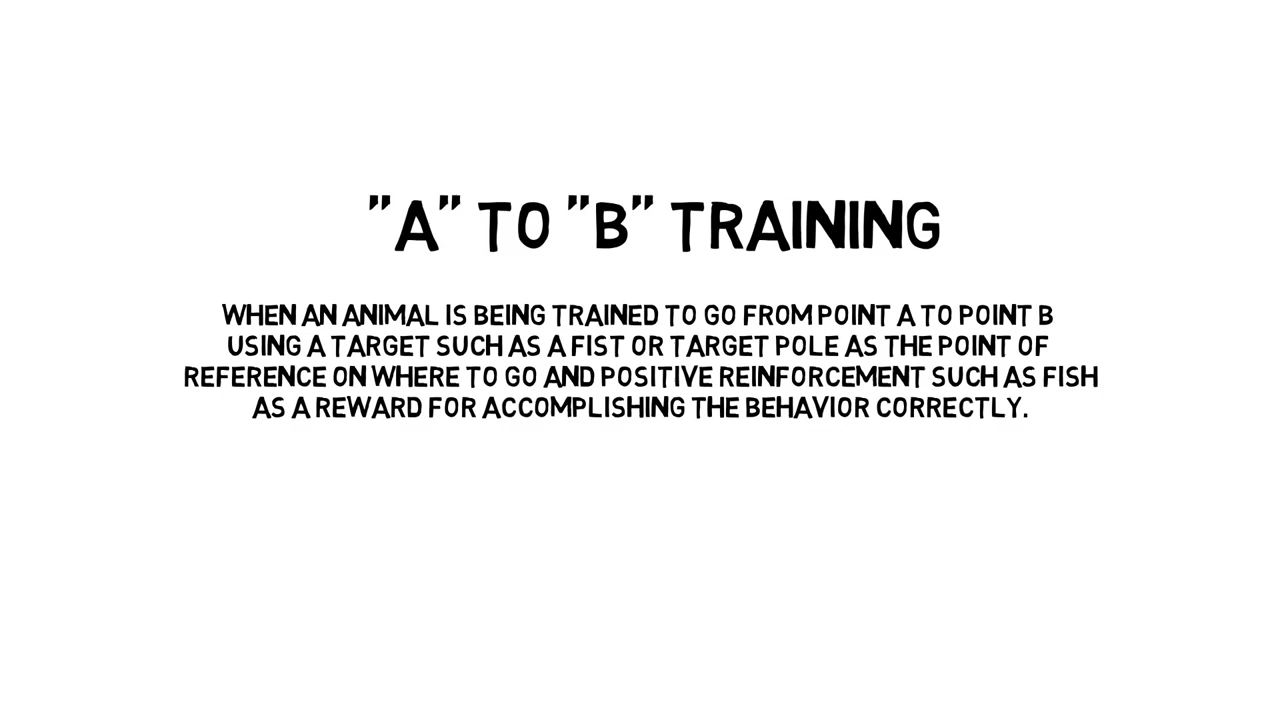 "A" TO "B" TRAINING
WHEN AN ANIMAL IS BEING TRAINED TO GO FROM POINT A TO POINT B
USING A TARGET SUCH AS A FIST OR TARGET POLE AS THE POINT OF
REFERENCE ON WHERE TO GO AND POSITIVE REINFORCEMENT SUCH AS FISH
AS A REWARD FOR ACCOMPLISHING THE BEHAVIOR CORRECTLY.